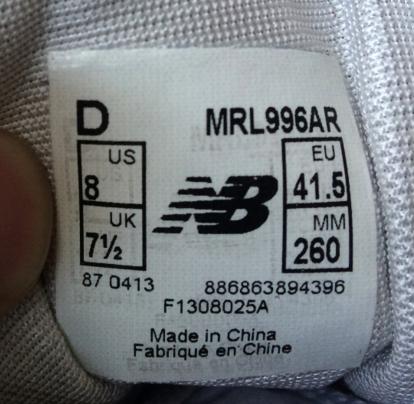 D MRL996AR
US EU
8 41.5
UK MM
7½ 260
NB
87 0413 886863894396
F1308025A
Made in China
Fabriqué en Chine